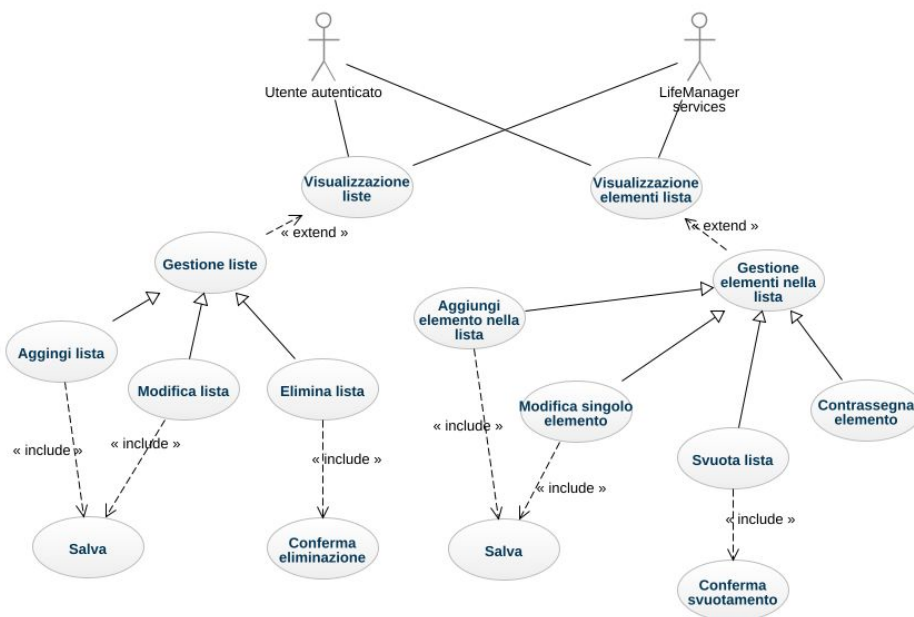 Utente autenticato
LifeManager
services
Visualizzazione
liste
Visualizzazione
elementi lista
« extend »
« extend »
Gestione liste
Gestione
elementi nella
lista
Aggiungi
elemento nella
lista
Aggingi lista
Modifica lista
Elimina lista
Modifica singolo
elemento
Contrassegna
elemento
« include »
« include »
« include »
« include »
Svuota lista
« include »
« include »
Salva
Conferma
eliminazione
Salva
Conferma
svuotamento